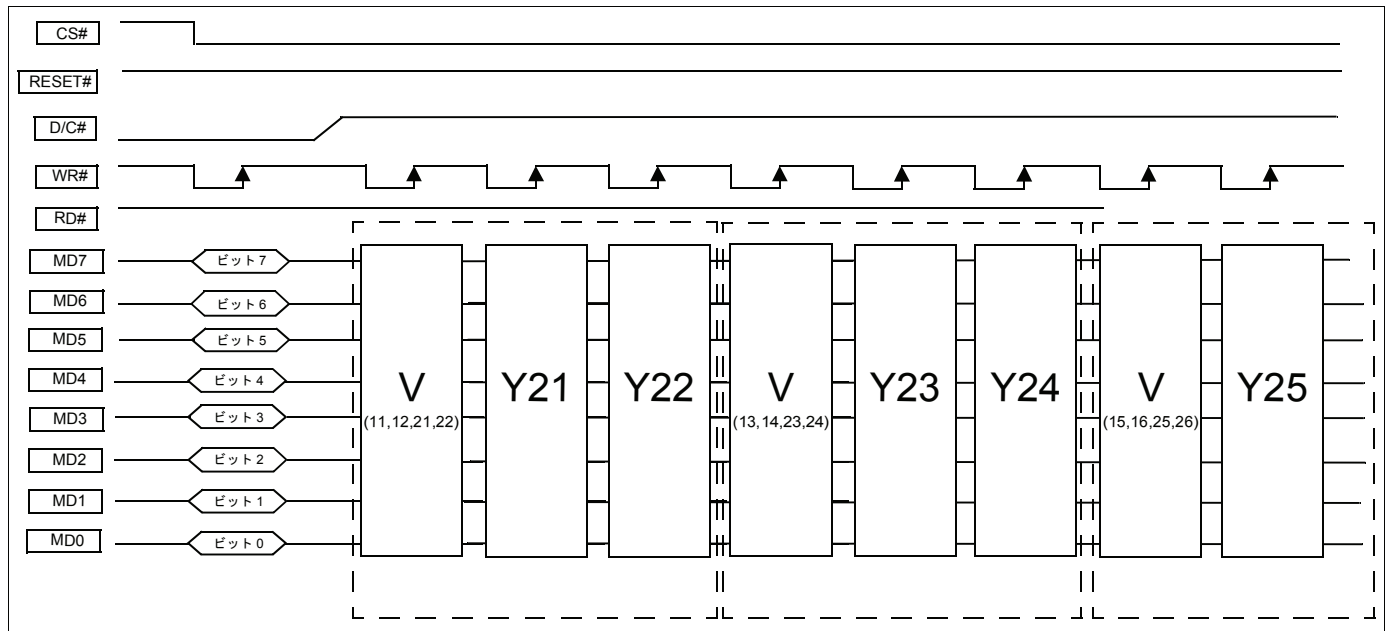 CS#
RESET#
D/C#
WR#
RD#
MD7
ビット7
MD6
ビット6
MD5
ビット5
MD4
ビット4
MD3
ビット3
MD2
ビット2
MD1
ビット1
MD0
ビット0
V
(11,12,21,22)
Y21
Y22
V
(13,14,23,24)
Y23
Y24
V
(15,16,25,26)
Y25